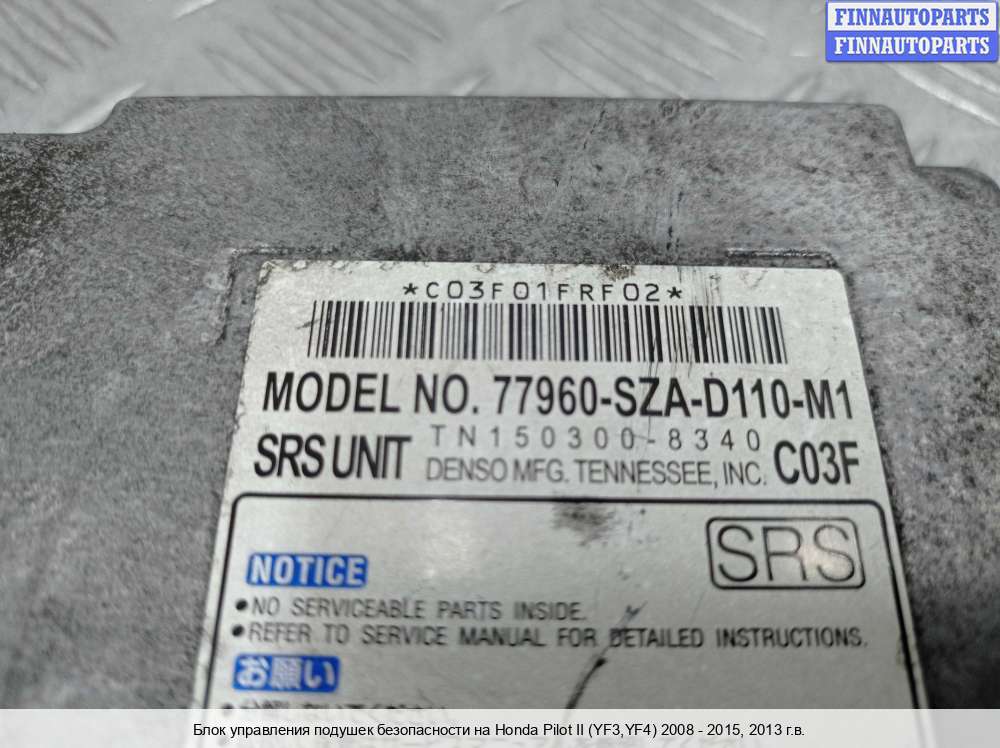 FINNAUTOPARTS
FINNAUTOPARTS
*C03F01FRF02*
MODEL NO. 77960-SZA-D110-M1
SRS UNIT TN150300-8340 C03F
DENSO MFG. TENNESSEE, INC.
SRS
NOTICE
•NO SERVICEABLE PARTS INSIDE.
•REFER TO SERVICE MANUAL FOR DETAILED INSTRUCTIONS.
お願い
Блок управления подушек безопасности на Honda Pilot II (YF3,YF4) 2008 - 2015, 2013 г.в.